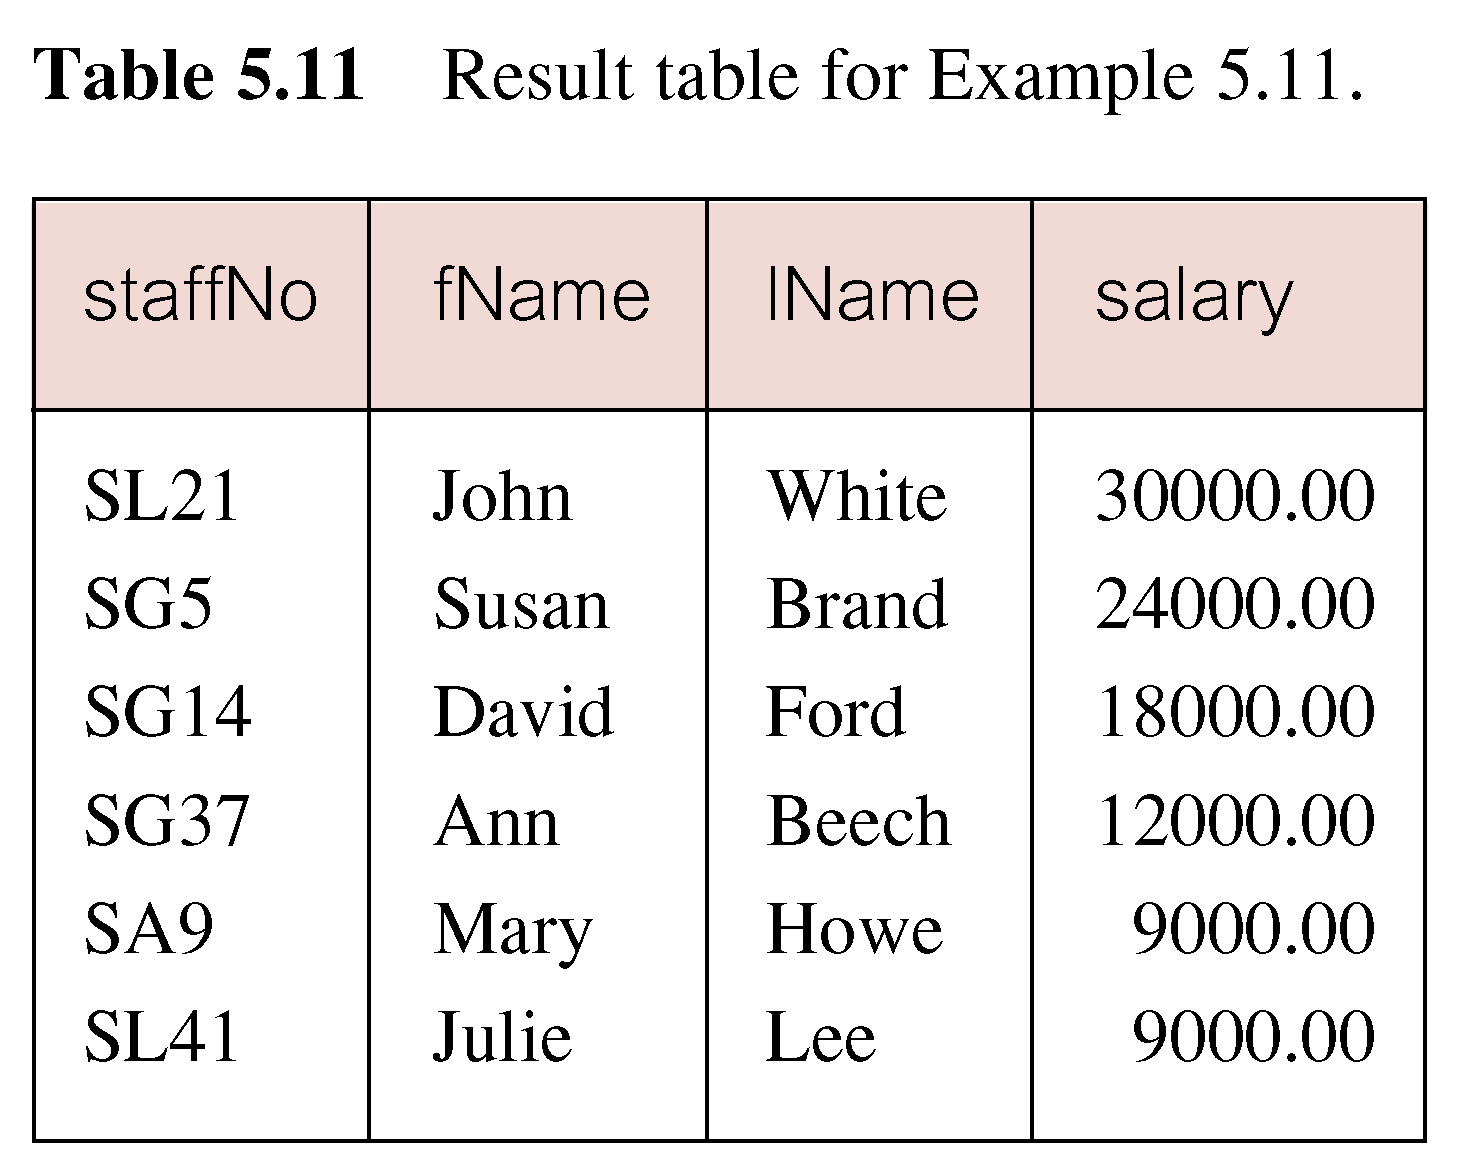 Table 5.11 Result table for Example 5.11.
staffNo fName lName salary
SL21 John White 30000.00
SG5 Susan Brand 24000.00
SG14 David Ford 18000.00
SG37 Ann Beech 12000.00
SA9 Mary Howe 9000.00
SL41 Julie Lee 9000.00